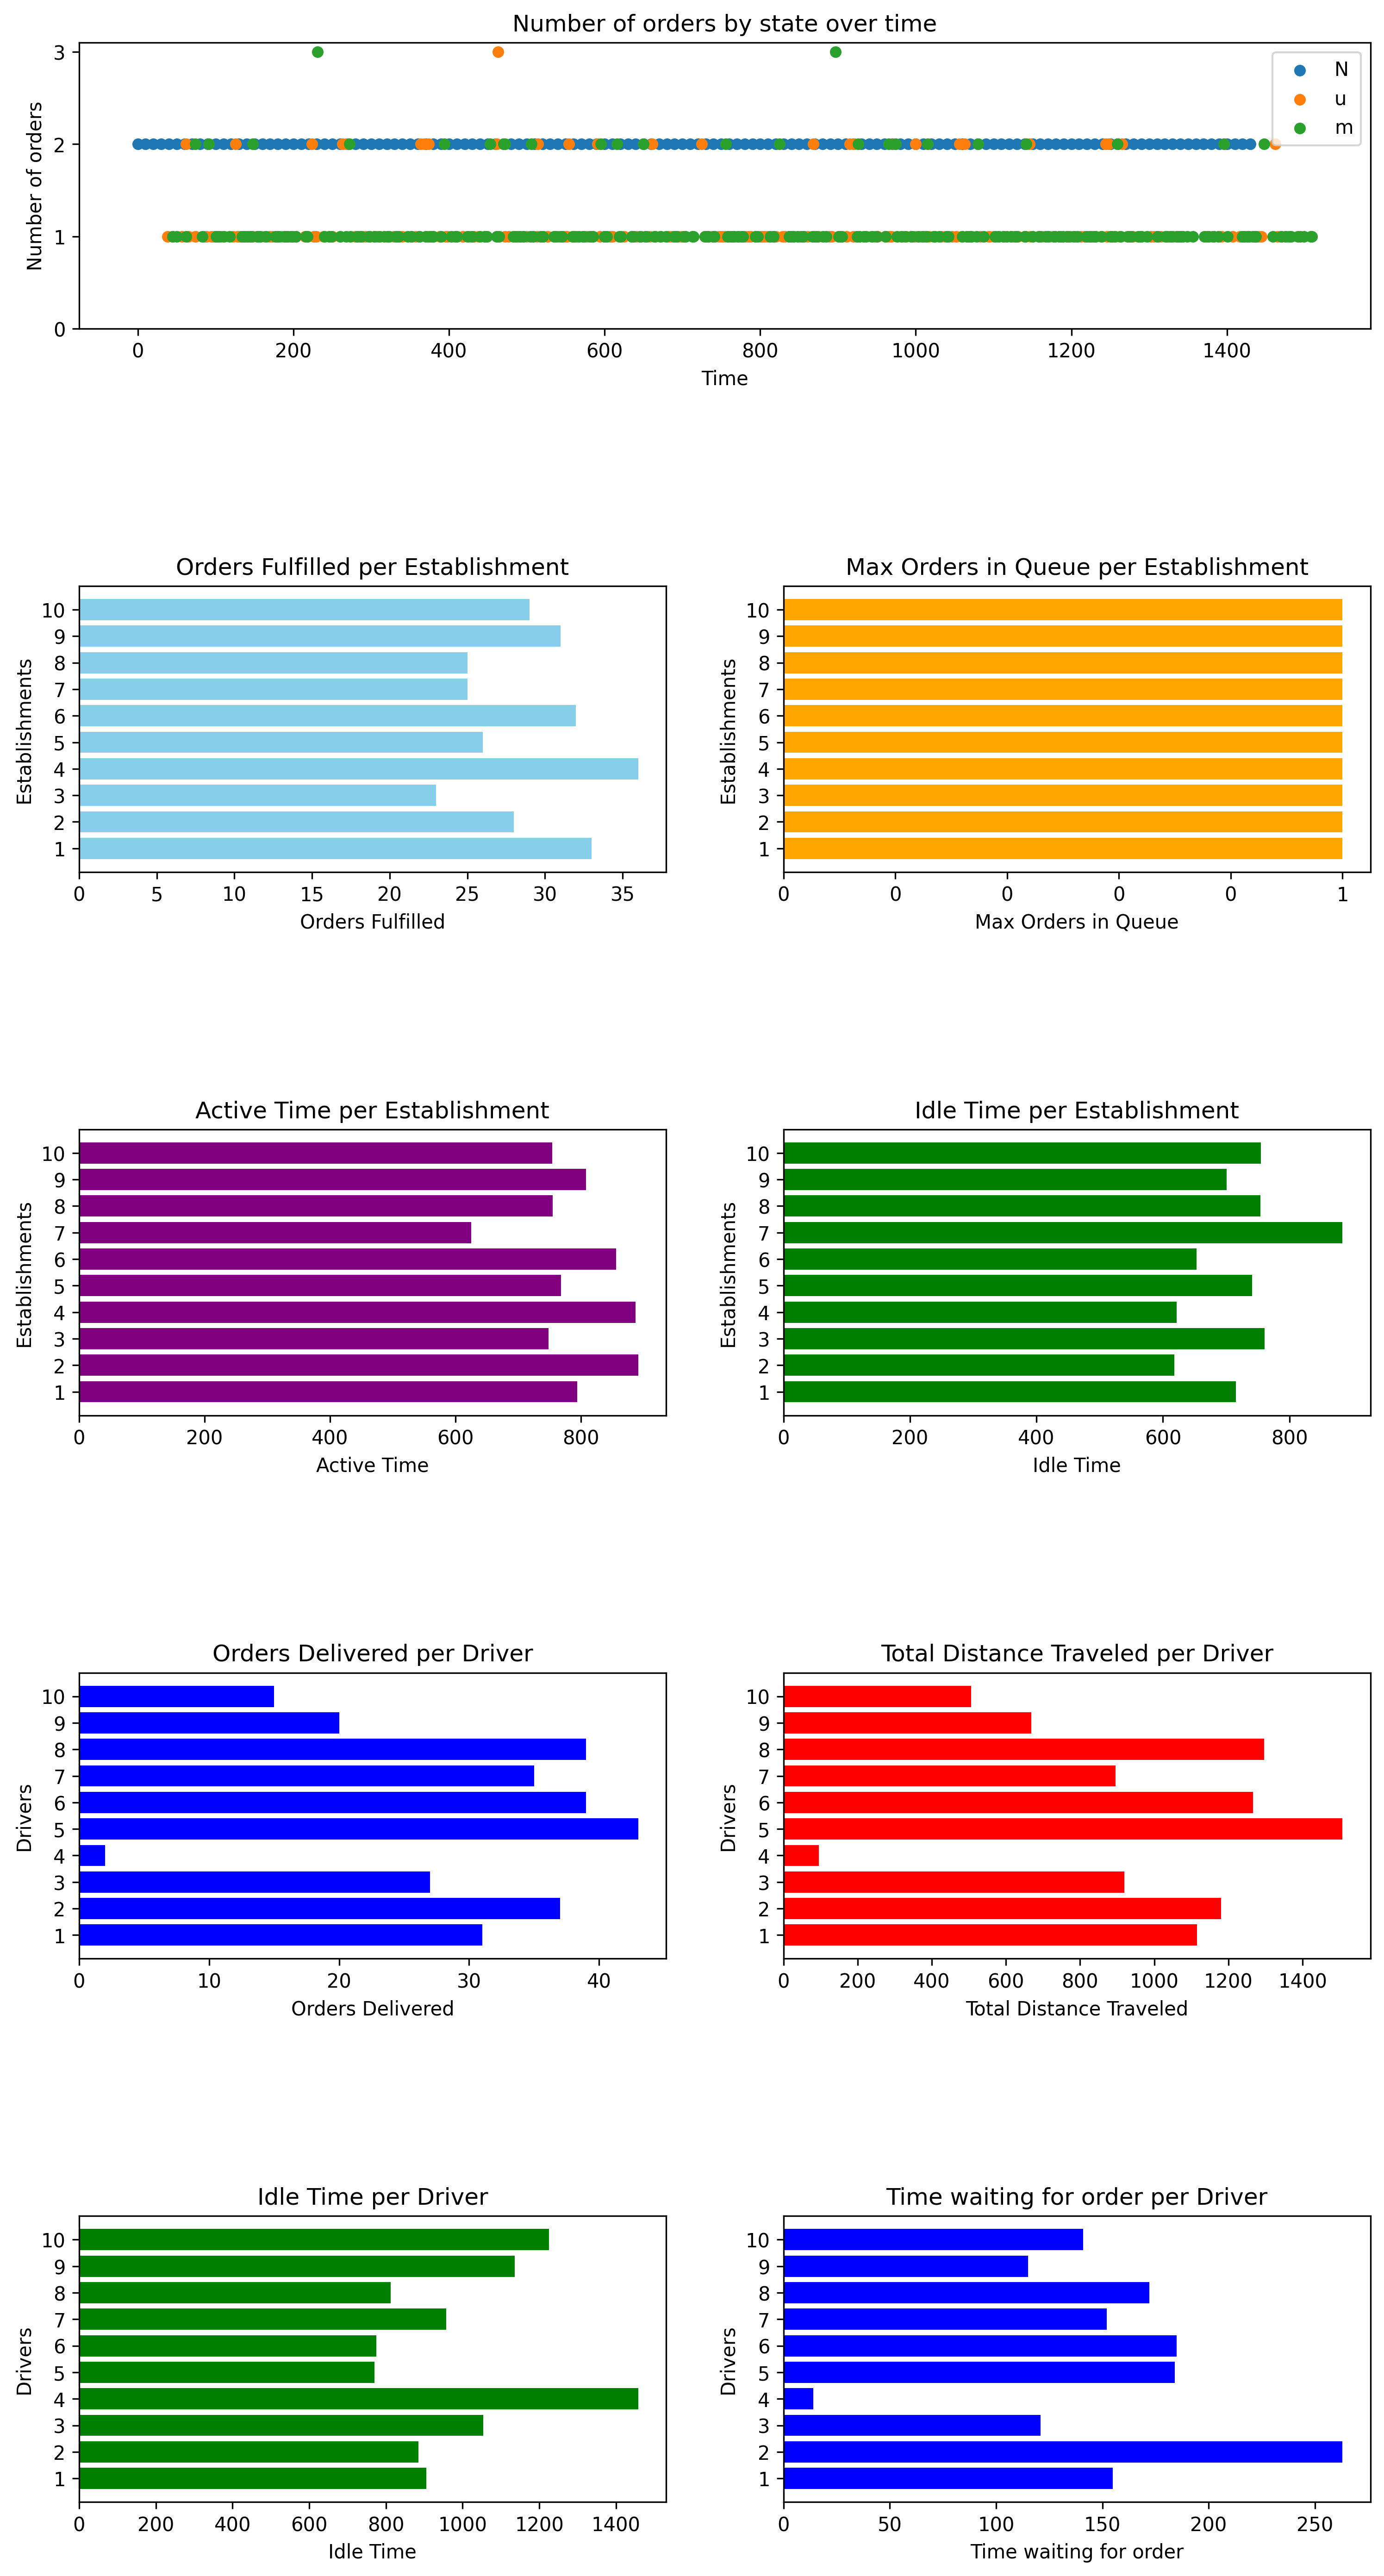 Number of orders by state over time
Number of orders
3
2
1
0
N
u
m
0 200 400 600 800 1000 1200 1400
Time
Orders Fulfilled per Establishment
Establishments
10
9
8
7
6
5
4
3
2
1
0 5 10 15 20 25 30 35
Orders Fulfilled
Max Orders in Queue per Establishment
Establishments
10
9
8
7
6
5
4
3
2
1
0 0 0 0 0 1
Max Orders in Queue
Active Time per Establishment
Establishments
10
9
8
7
6
5
4
3
2
1
0 200 400 600 800
Active Time
Idle Time per Establishment
Establishments
10
9
8
7
6
5
4
3
2
1
0 200 400 600 800
Idle Time
Orders Delivered per Driver
Drivers
10
9
8
7
6
5
4
3
2
1
0 10 20 30 40
Orders Delivered
Total Distance Traveled per Driver
Drivers
10
9
8
7
6
5
4
3
2
1
0 200 400 600 800 1000 1200 1400
Total Distance Traveled
Idle Time per Driver
Drivers
10
9
8
7
6
5
4
3
2
1
0 200 400 600 800 1000 1200 1400
Idle Time
Time waiting for order per Driver
Drivers
10
9
8
7
6
5
4
3
2
1
0 50 100 150 200 250
Time waiting for order